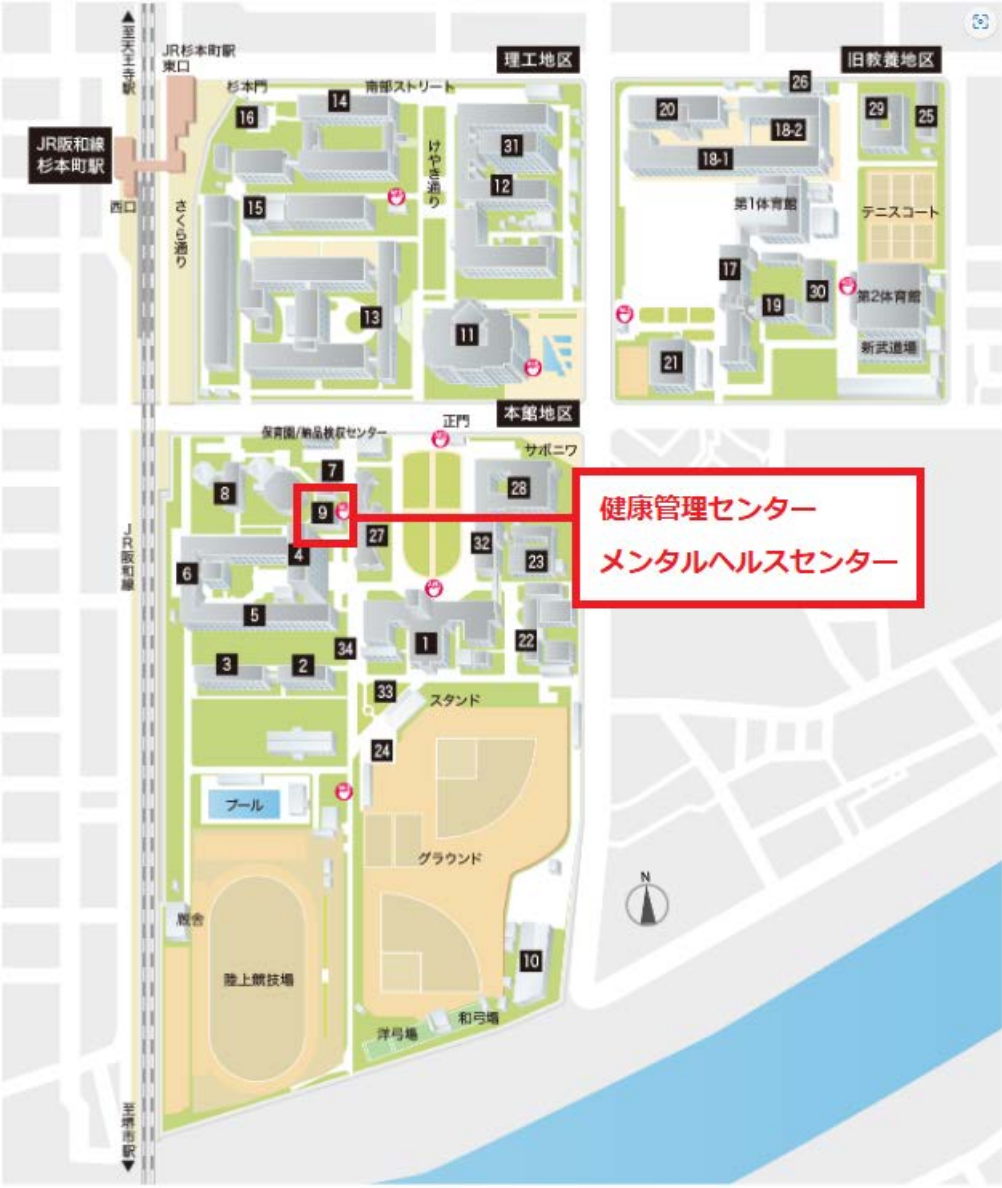 ▲至天王寺駅
JR杉本町駅
東口
JR阪和線
杉本町駅
西口
さくら通り
杉本門
南部ストリート
けやき通り
理工地区
16
14
31
12
15
13
11
旧教養地区
26
20
18-2
18-1
29
25
第1体育館
テニスコート
17
19
30
第2体育館
新武道場
21
本館地区
正門
保育園/納品検収センター
サポニワ
7
8
9
28
27
32
23
4
6
5
1
22
34
3
2
33
スタンド
24
健康管理センター
メンタルヘルスセンター
JR阪和線
プール
グラウンド
厩舎
陸上競技場
10
洋弓場
和弓場
N
至堺市駅▼